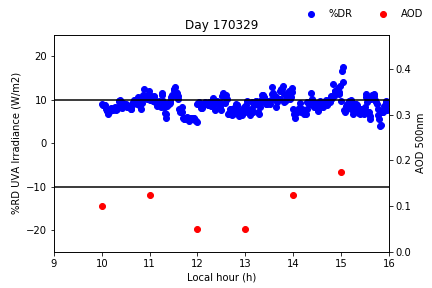 %DR AOD
Day 170329
%RD UVA Irradiance (W/m2)
20
10
0
−10
−20
AOD 500nm
0.4
0.3
0.2
0.1
0.0
9 10 11 12 13 14 15 16
Local hour (h)